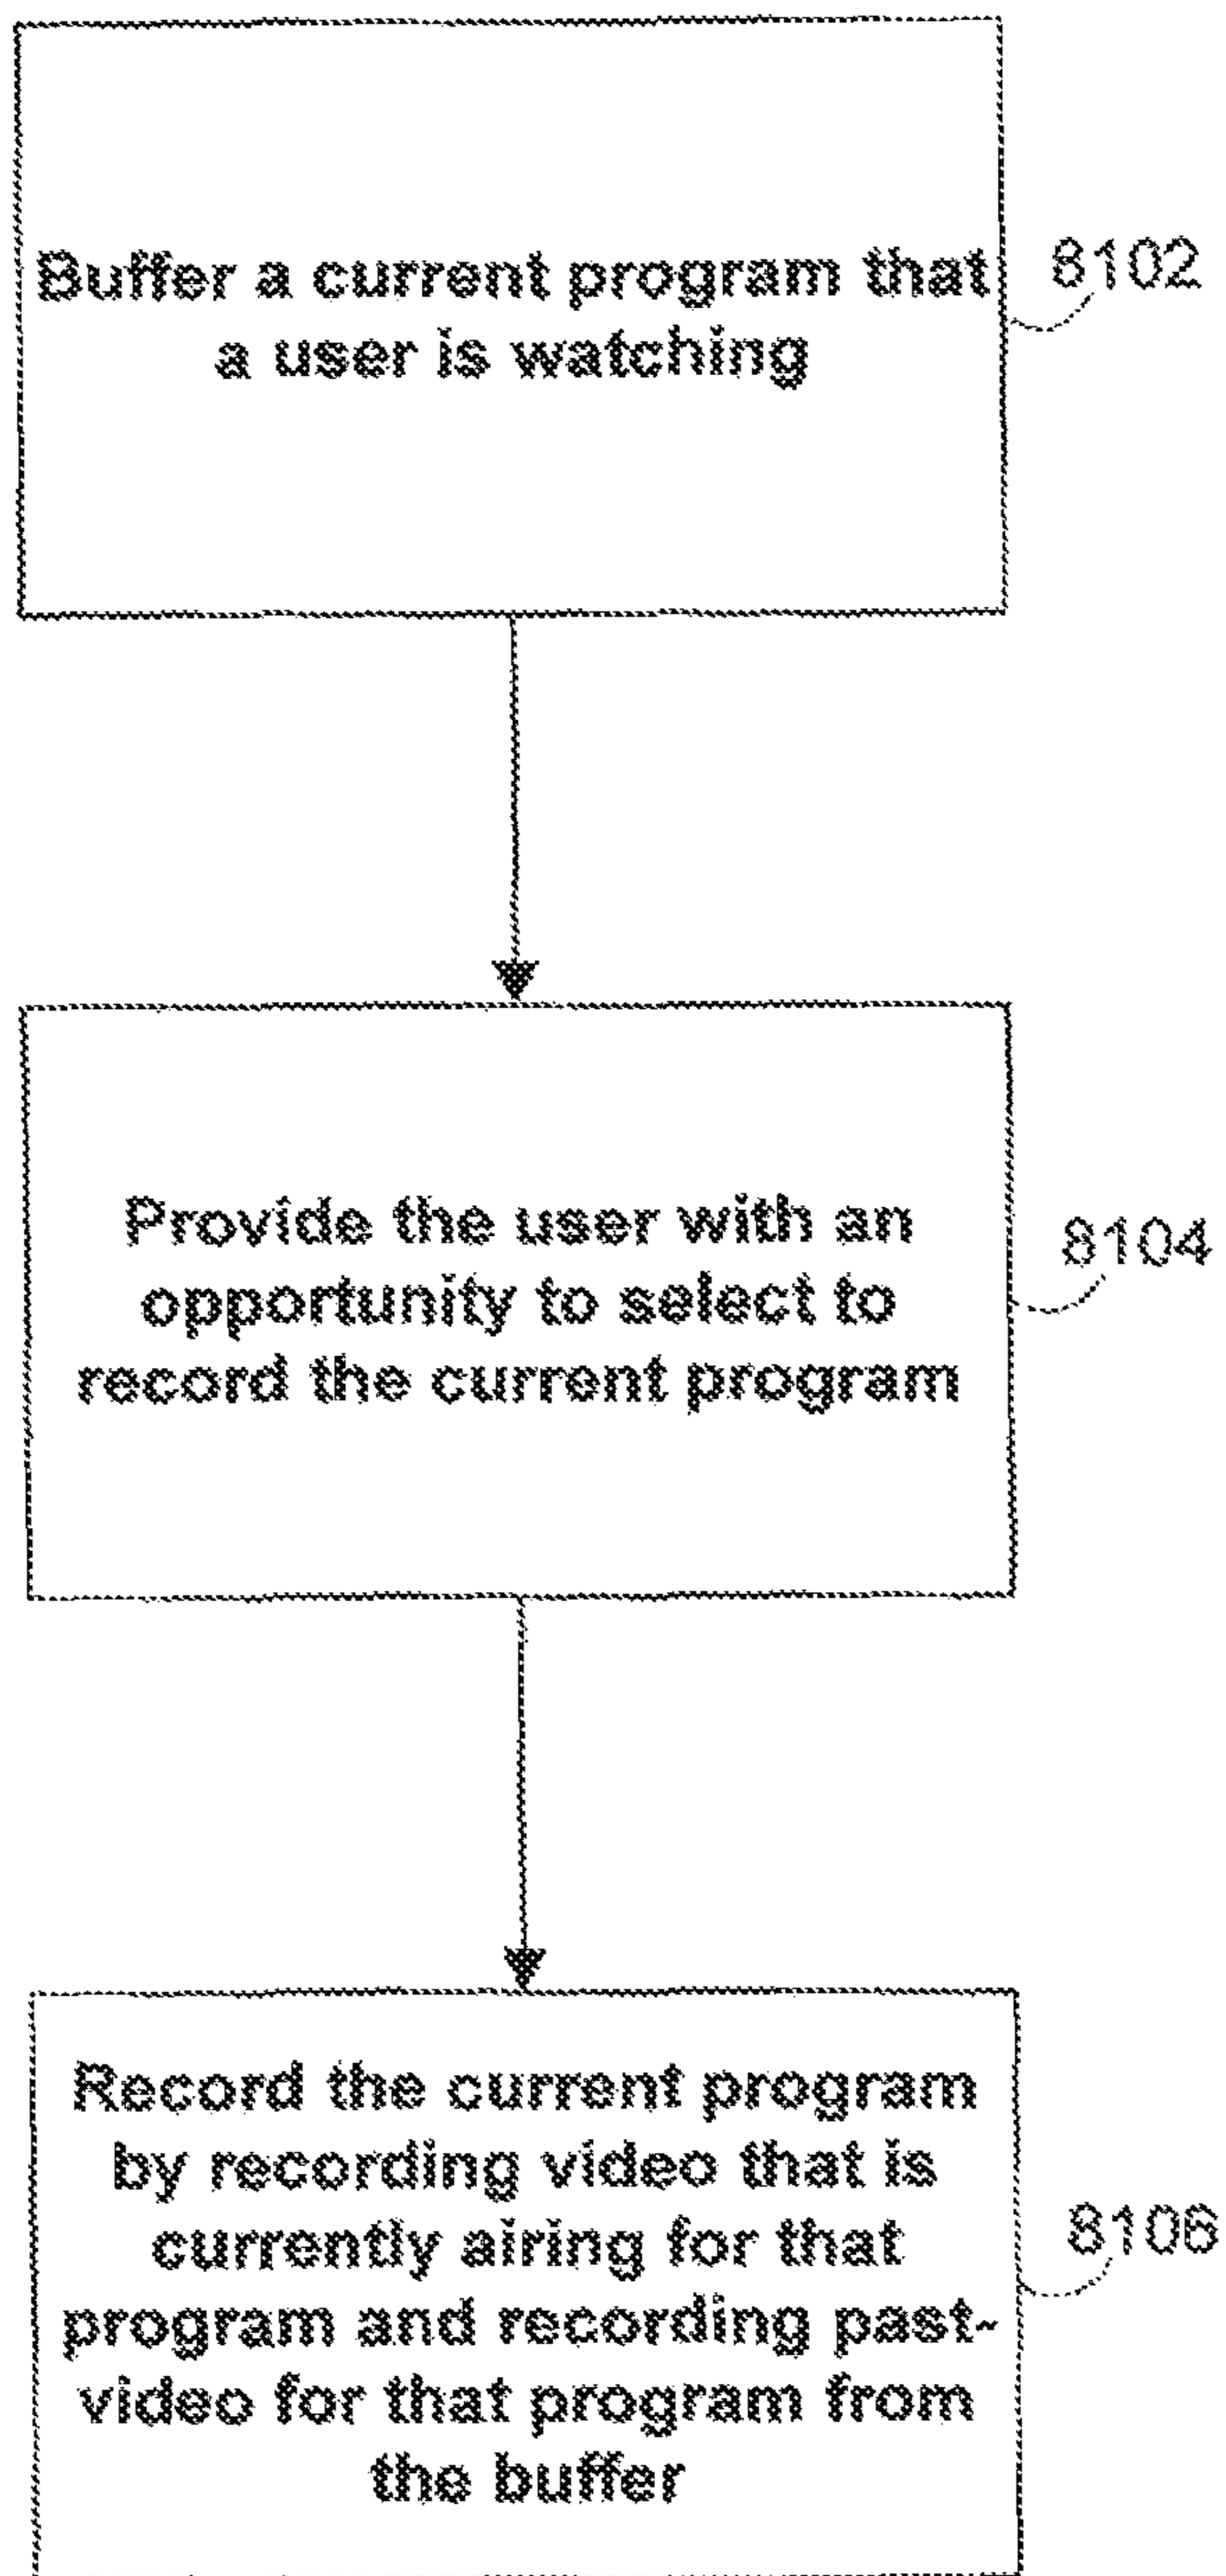 Buffer a current program that
a user is watching
8102
Provide the user with an
opportunity to select to
record the current program
8104
Record the current program
by recording video that is
currently airing for that
program and recording past-
video for that program from
the buffer
8106